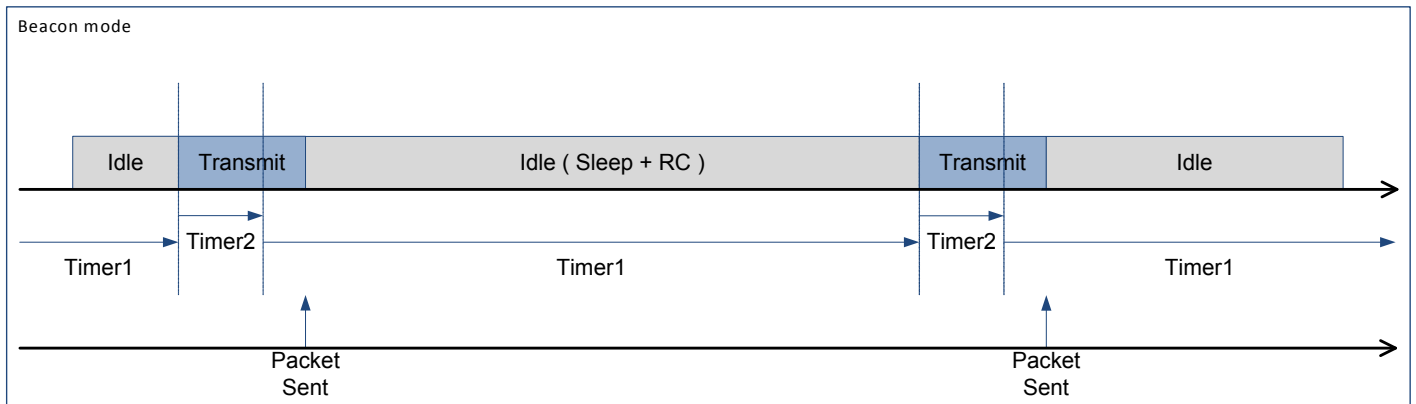 Beacon mode
Idle
Transmit
Idle ( Sleep + RC )
Transmit
Idle
Timer2
Timer2
Timer1
Timer1
Timer1
Packet
Sent
Packet
Sent